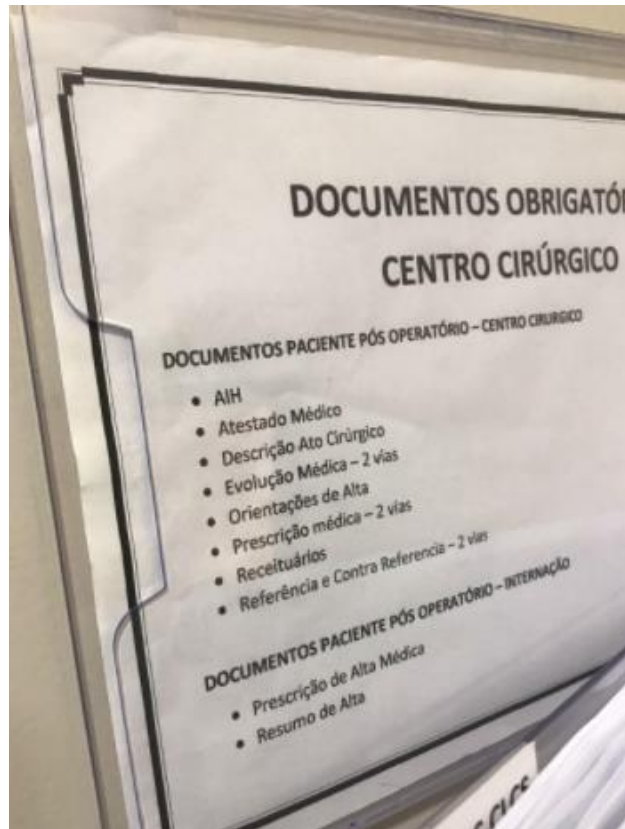 DOCUMENTOS OBRIGATÓ
CENTRO CIRÚRGICO
DOCUMENTOS PACIENTE PÓS OPERATÓRIO – CENTRO CIRURGICO
• AIH
• Atestado Médico
• Descrição Ato Cirúrgico
• Evolução Médica – 2 vias
• Orientações de Alta
• Prescrição médica – 2 vias
• Receituários
• Referência e Contra Referencia – 2 vias
DOCUMENTOS PACIENTE PÓS OPERATÓRIO – INTERNAÇÃO
• Prescrição de Alta Médica
• Resumo de Alta